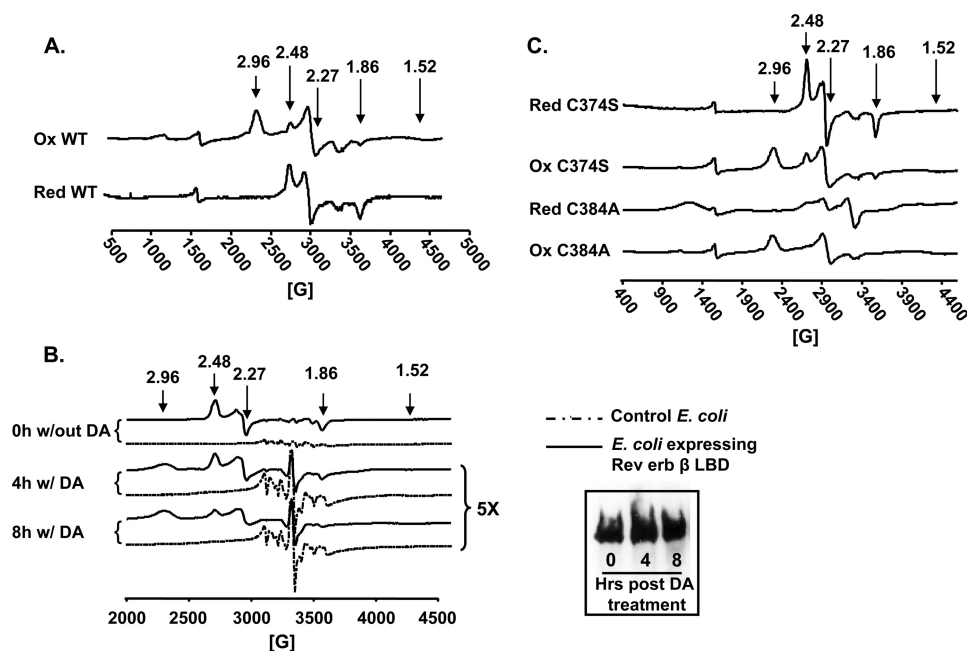 A.
2.96
2.48
2.27
1.86
1.52
Ox WT
Red WT
500 1000 1500 2000 2500 3000 3500 4000 4500 5000
[G]
B.
2.96
2.48
2.27
1.86
1.52
0h w/out DA
4h w/ DA
8h w/ DA
5X
2000 2500 3000 3500 4000 4500
[G]
C.
2.96
2.48
2.27
1.86
1.52
Red C374S
Ox C374S
Red C384A
Ox C384A
400 900 1400 1900 2400 2900 3400 3900 4400
[G]
Control E. coli
E. coli expressing
Rev erb β LBD
0 4 8
Hrs post DA
treatment